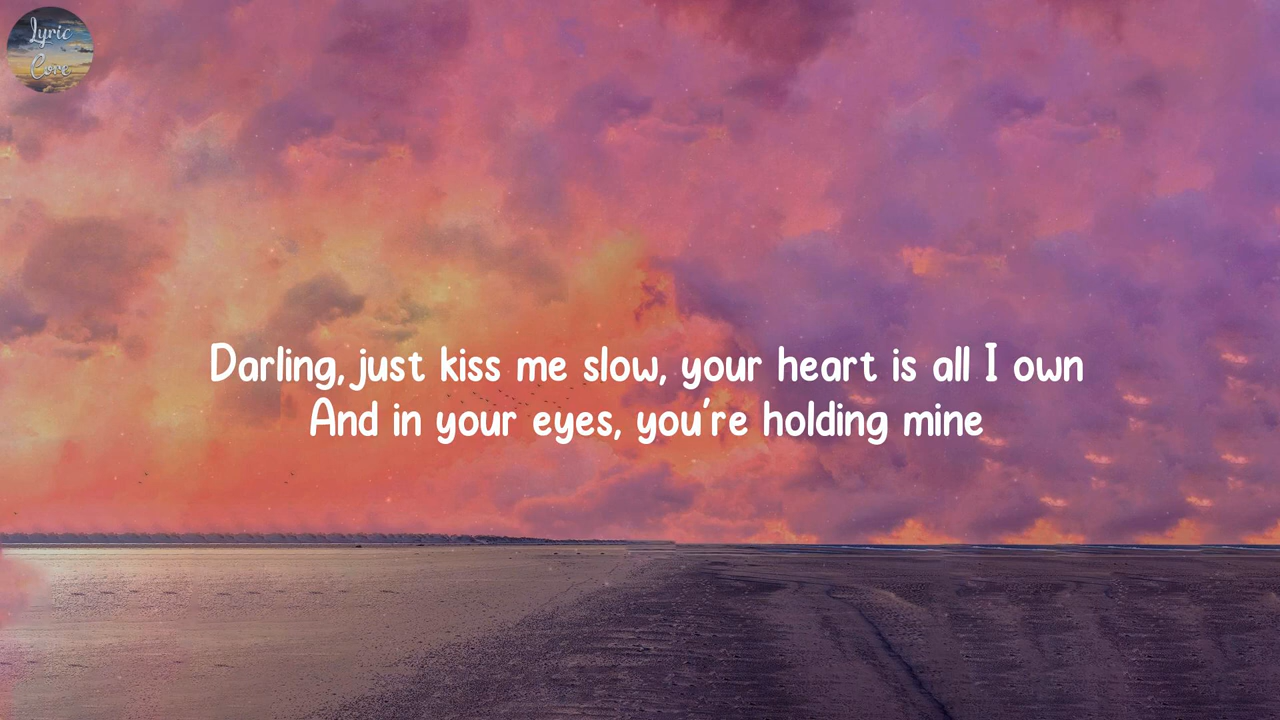 Lyric
Core
Darling, just kiss me slow, your heart is all I own
And in your eyes, you're holding mine